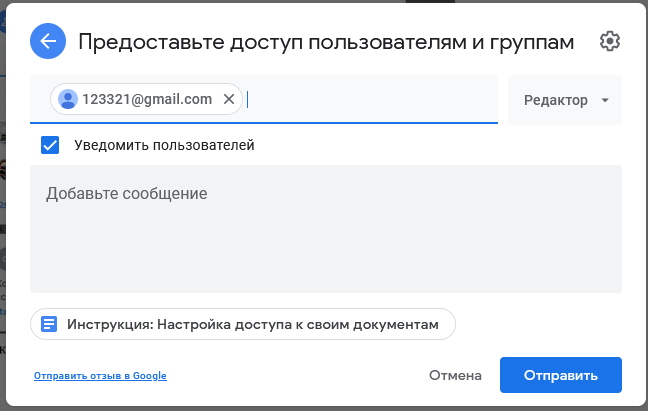 Предоставьте доступ пользователям и группам
123321@gmail.com
Редактор
Уведомить пользователей
Добавьте сообщение
Инструкция: Настройка доступа к своим документам
Отправить отзыв в Google
Отмена
Отправить